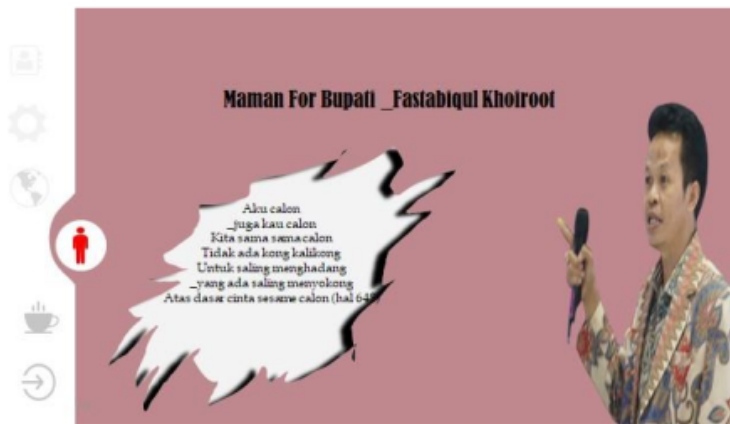 Maman For Bupati _Fastabiqul Khoiroot
Aku calon
_juga kau calon
Kita sama sama calon
Tidak ada kong kalikong
Untuk saling menghadang
_yang ada saling menyokong
Atas dasar cinta sesame calon (hal 648)